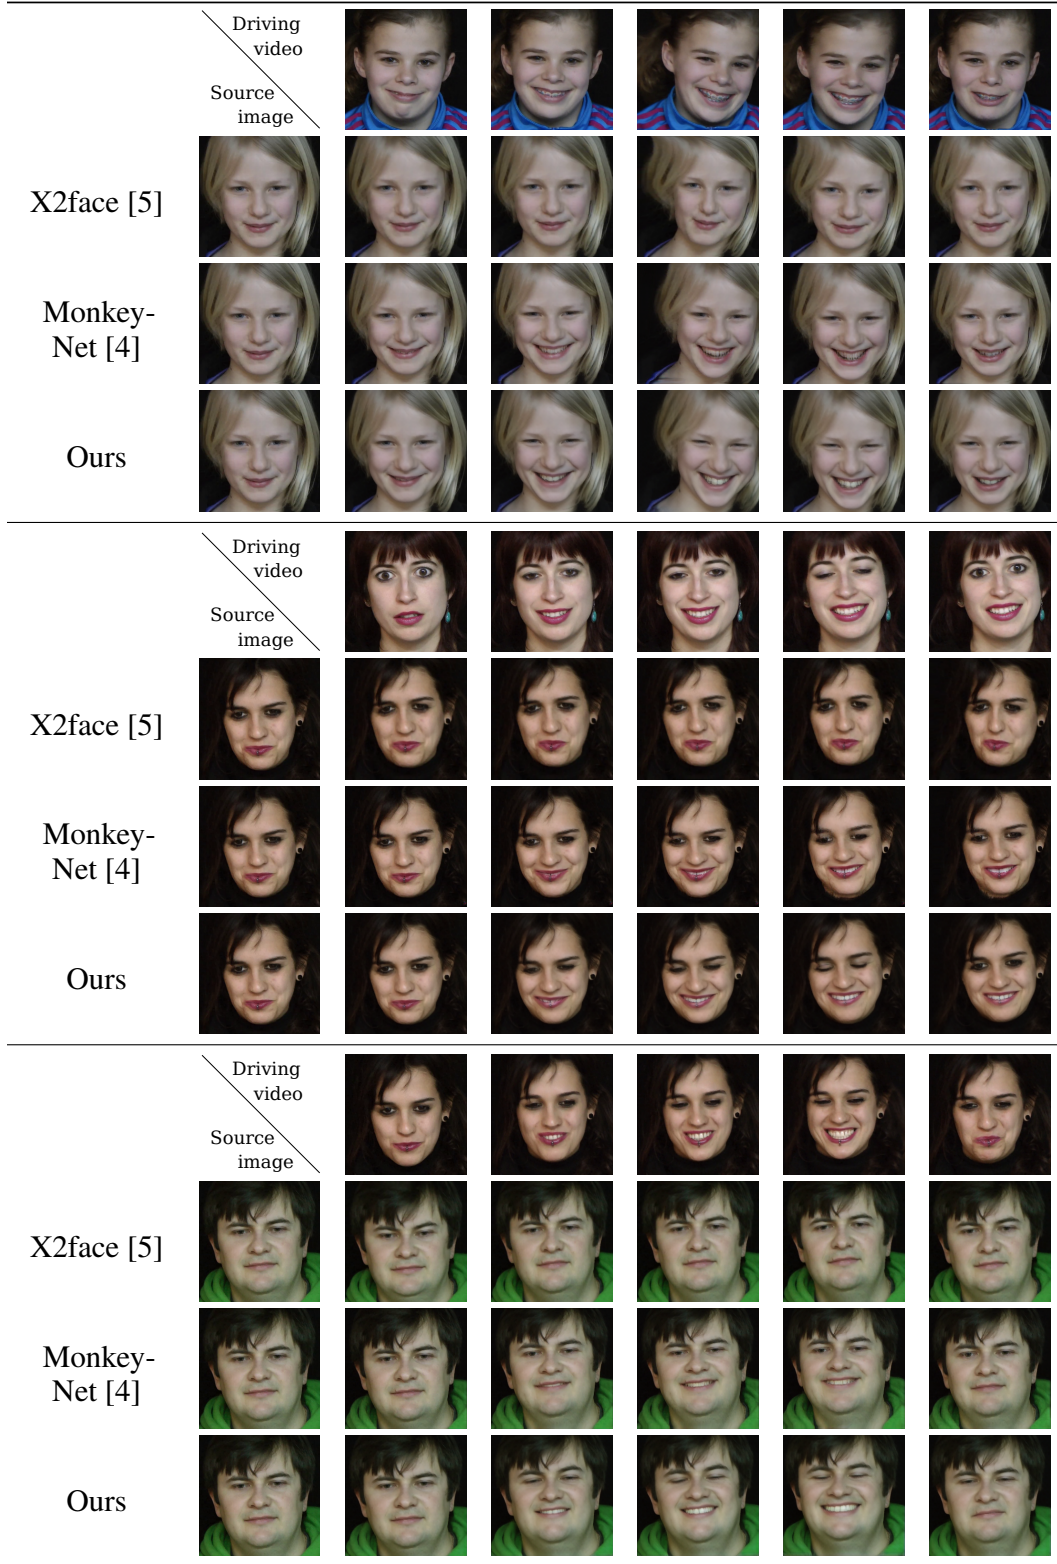 Driving
video
Source
image
X2face [5]
Monkey-
Net [4]
Ours
Driving
video
Source
image
X2face [5]
Monkey-
Net [4]
Ours
Driving
video
Source
image
X2face [5]
Monkey-
Net [4]
Ours